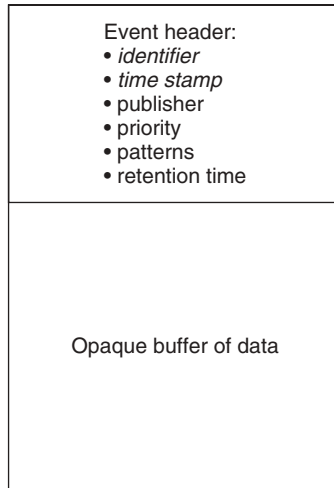 Event header:
• identifier
• time stamp
• publisher
• priority
• patterns
• retention time
Opaque buffer of data